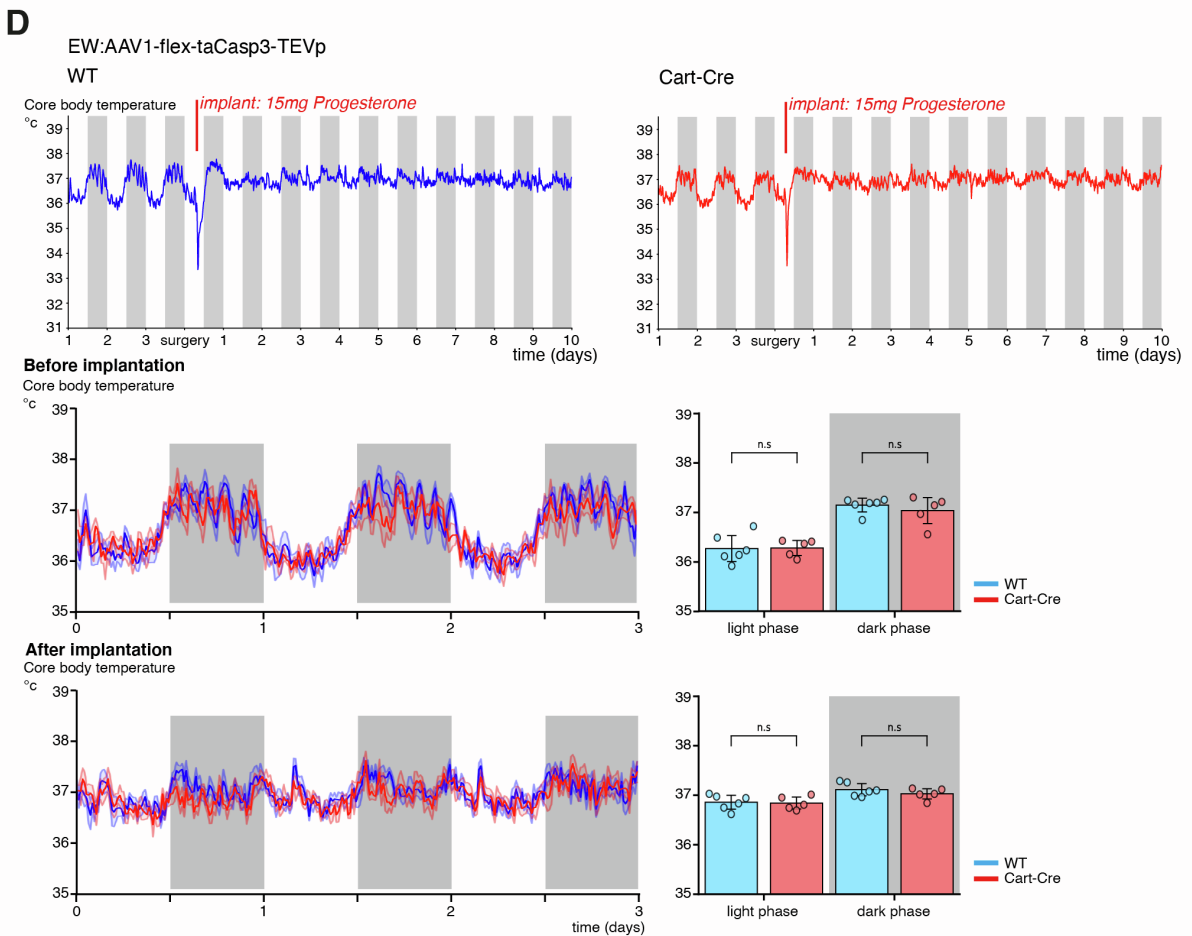 D
EW:AAV1-flex-taCasp3-TEVp
WT
Cart-Cre
Core body temperature
°c
implant: 15mg Progesterone
implant: 15mg Progesterone
39
38
37
36
35
34
33
32
31
1 2 3 surgery 1 2 3 4 5 6 7 8 9 10
time (days)
39
38
37
36
35
34
33
32
31
1 2 3 surgery 1 2 3 4 5 6 7 8 9 10
time (days)
Before implantation
Core body temperature
°c
39
38
37
36
35
0 1 2 3
39
38
37
36
35
n.s
n.s
light phase dark phase
WT
Cart-Cre
After implantation
Core body temperature
°c
39
38
37
36
35
0 1 2 3
time (days)
39
38
37
36
35
n.s
n.s
light phase dark phase
WT
Cart-Cre